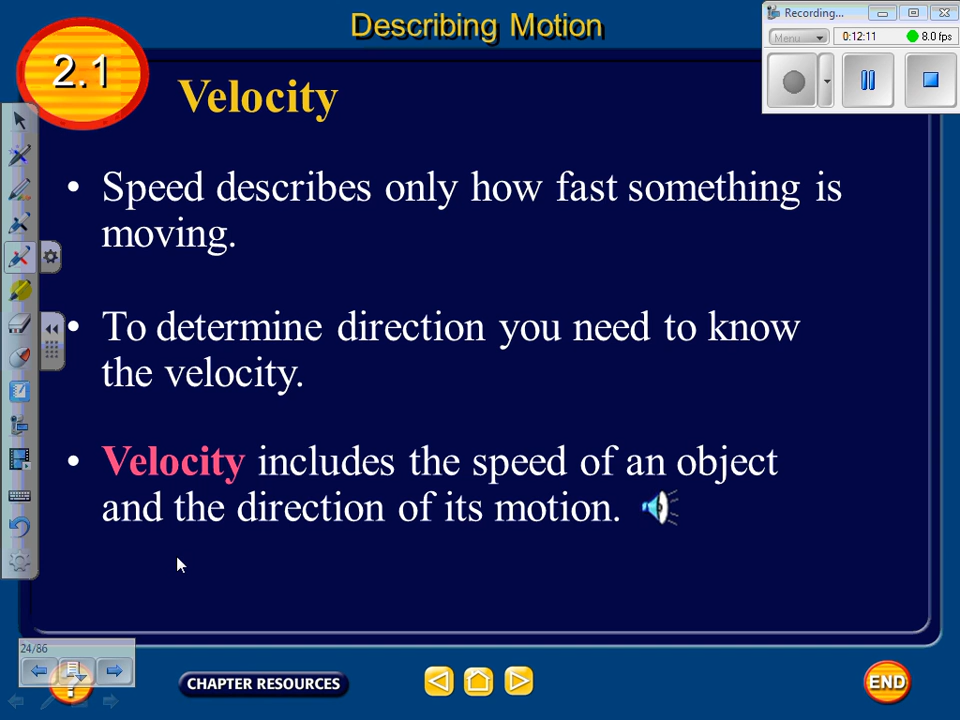 Describing Motion
Recording...
Menu
0:12:11
8.0 fps
2.1
Velocity
• Speed describes only how fast something is
moving.
• To determine direction you need to know
the velocity.
• Velocity includes the speed of an object
and the direction of its motion.
24/86
?
CHAPTER RESOURCES
END